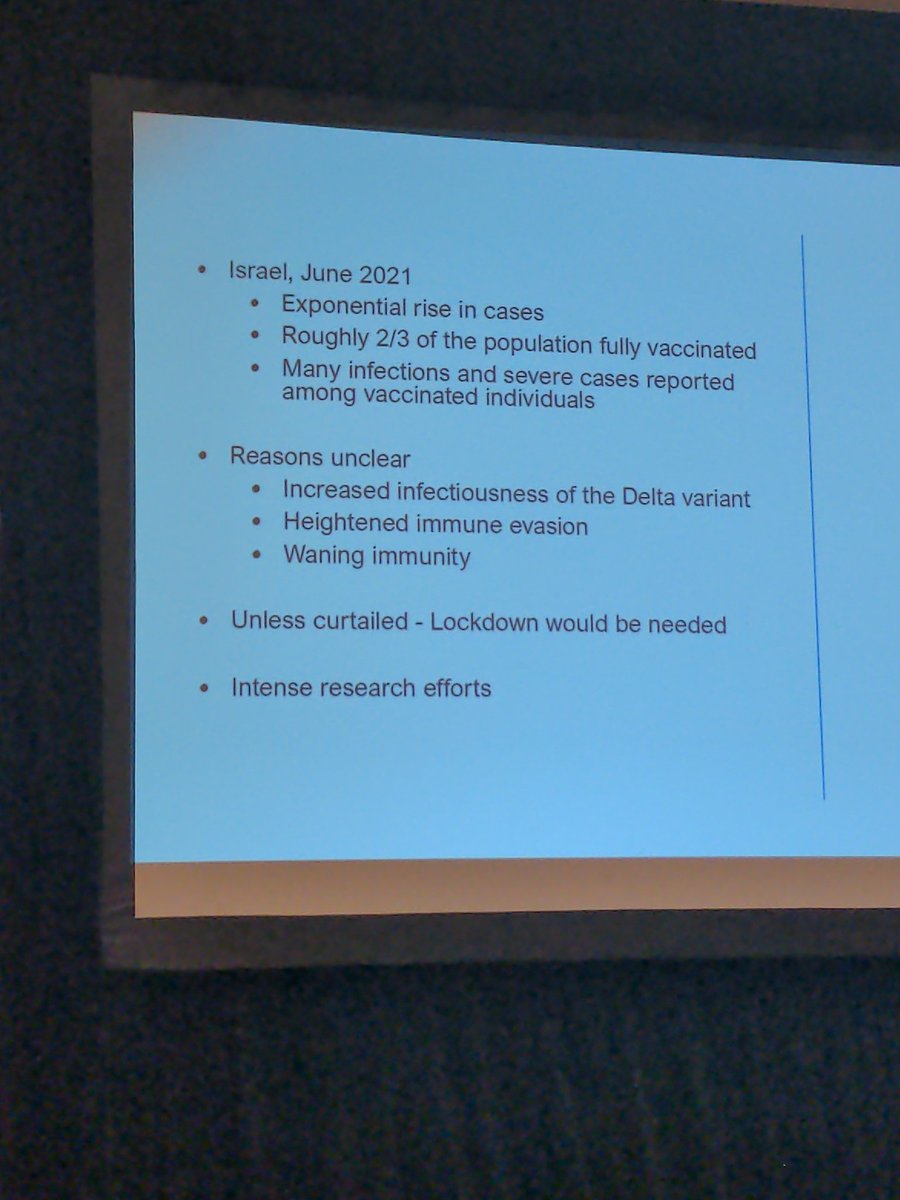 • Israel, June 2021
• Exponential rise in cases
• Roughly 2/3 of the population fully vaccinated
• Many infections and severe cases reported
among vaccinated individuals
• Reasons unclear
• Increased infectiousness of the Delta variant
• Heightened immune evasion
• Waning immunity
• Unless curtailed - Lockdown would be needed
• Intense research efforts